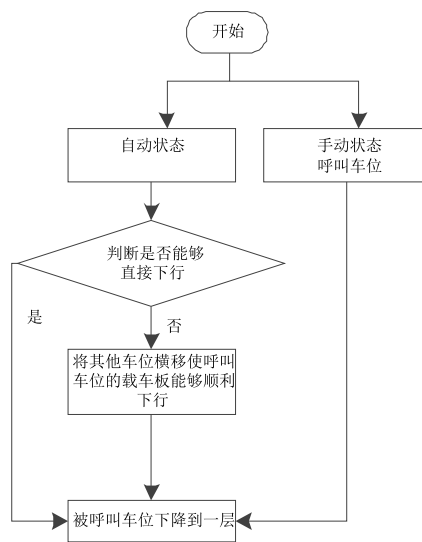 开始
自动状态
手动状态
呼叫车位
判断是否能够
直接下行
是
否
将其他车位横移使呼叫
车位的载车板能够顺利
下行
被呼叫车位下降到一层